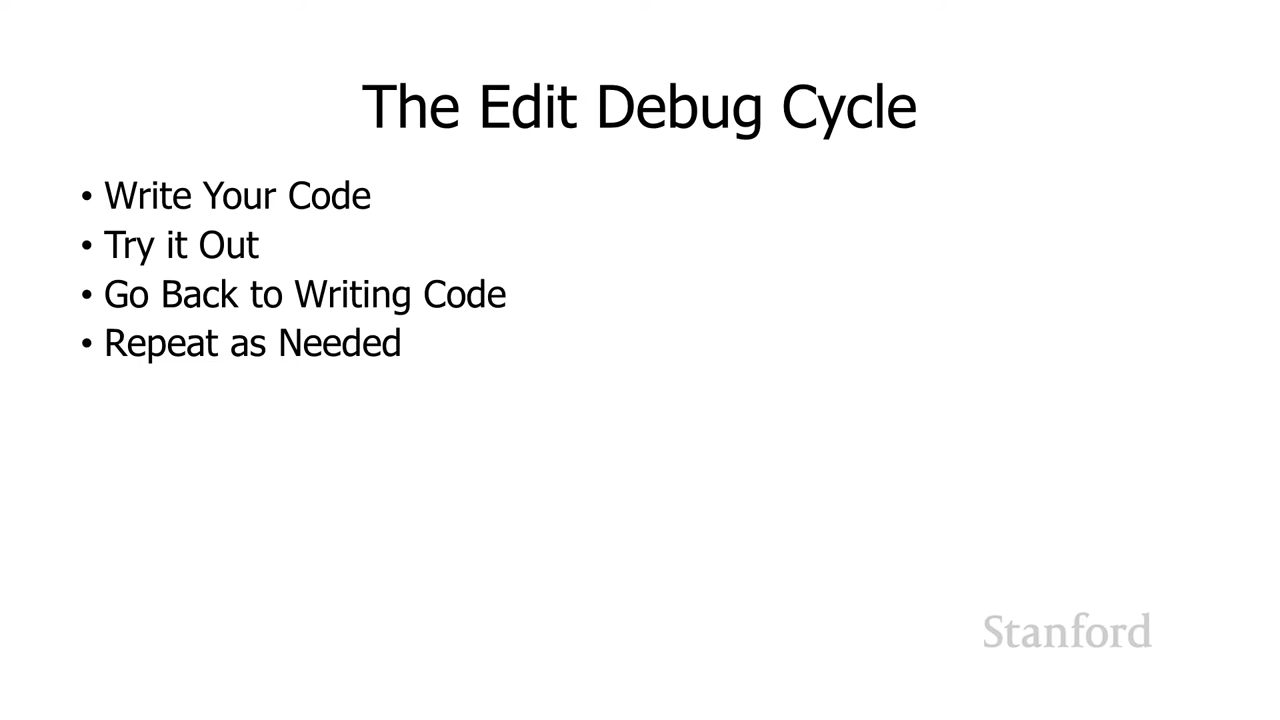 The Edit Debug Cycle
• Write Your Code
• Try it Out
• Go Back to Writing Code
• Repeat as Needed
Stanford